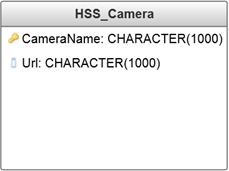 HSS_Camera
CameraName: CHARACTER(1000)
Url: CHARACTER(1000)